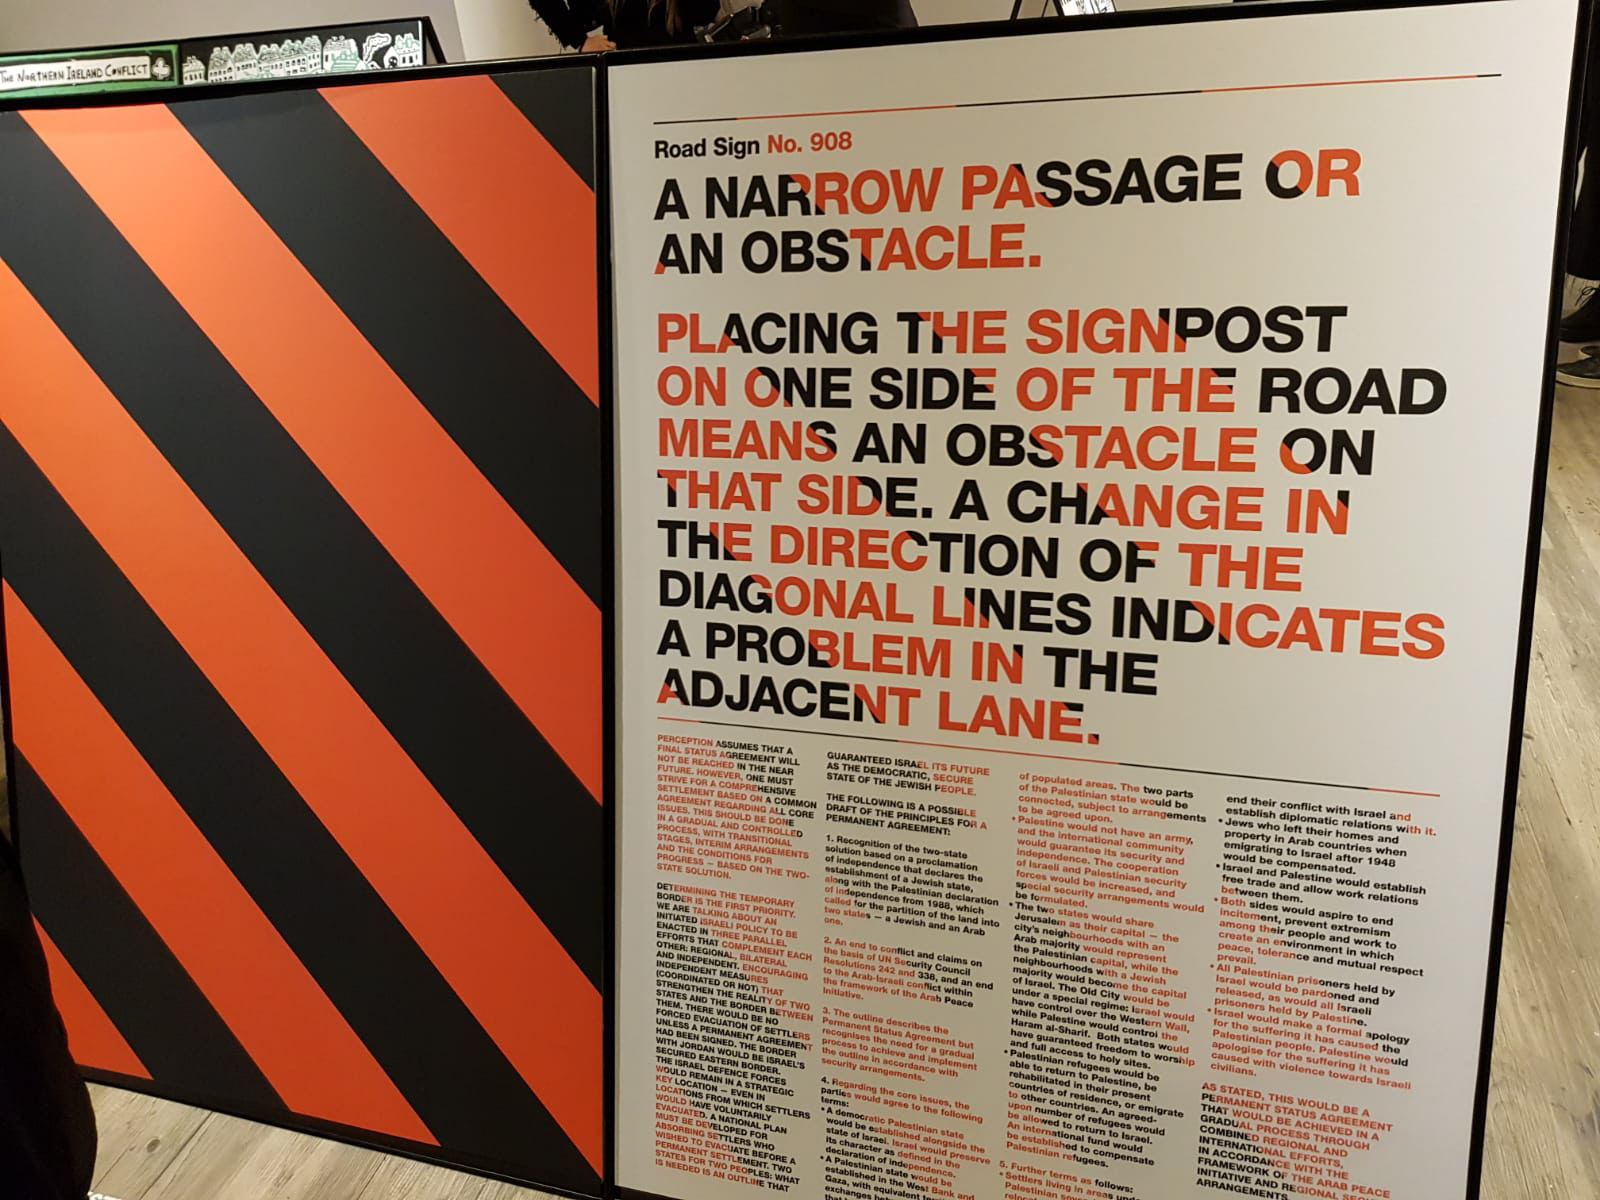 THE NORTHERN IRELAND CONFLICT
Road Sign No. 908
A NARROW PASSAGE OR
AN OBSTACLE.
PLACING THE SIGNPOST
ON ONE SIDE OF THE ROAD
MEANS AN OBSTACLE ON
THAT SIDE. A CHANGE IN
THE DIRECTION OF THE
DIAGONAL LINES INDICATES
A PROBLEM IN THE
ADJACENT LANE.
PERCEPTION ASSUMES THAT A
FINAL STATUS AGREEMENT WILL
NOT BE REACHED IN THE NEAR
FUTURE. HOWEVER, ONE MUST
STRIVE FOR A COMPREHENSIVE
SETTLEMENT BASED ON A COMMON
AGREEMENT REGARDING ALL CORE
ISSUES. THIS SHOULD BE DONE
IN A GRADUAL AND CONTROLLED
PROCESS, WITH TRANSITIONAL
STAGES, INTERIM ARRANGEMENTS
AND THE CONDITIONS FOR
PROGRESS – BASED ON THE TWO-
STATE SOLUTION.
DETERMINING THE TEMPORARY
BORDER IS THE FIRST PRIORITY.
WE ARE TALKING ABOUT AN
INITIATED ISRAELI POLICY TO BE
ENACTED IN THREE PARALLEL
EFFORTS THAT COMPLEMENT EACH
OTHER: REGIONAL, BILATERAL
AND INDEPENDENT. ENCOURAGING
INDEPENDENT MEASURES
(COORDINATED OR NOT) THAT
STRENGTHEN THE REALITY OF TWO
STATES AND THE BORDER BETWEEN
THEM. THERE WOULD BE NO
FORCED EVACUATION OF SETTLERS
UNLESS A PERMANENT AGREEMENT
HAD BEEN SIGNED. THE BORDER
WITH JORDAN WOULD BE ISRAEL'S
SECURED EASTERN BORDER.
THE ISRAEL DEFENCE FORCES
WOULD REMAIN IN A STRATEGIC
KEY LOCATION – EVEN IN
LOCATIONS FROM WHICH SETTLERS
WOULD HAVE VOLUNTARILY
EVACUATED. A NATIONAL PLAN
MUST BE DEVELOPED FOR
ABSORBING SETTLERS WHO
WISHED TO EVACUATE BEFORE A
PERMANENT SETTLEMENT. TWO
STATES FOR TWO PEOPLES: WHAT
IS NEEDED IS AN OUTLINE THAT
GUARANTEED ISRAEL ITS FUTURE
AS THE DEMOCRATIC, SECURE
STATE OF THE JEWISH PEOPLE.
THE FOLLOWING IS A POSSIBLE
DRAFT OF THE PRINCIPLES FOR A
PERMANENT AGREEMENT:
1. Recognition of the two-state
solution based on a proclamation
of independence that declares the
establishment of a Jewish state,
along with the Palestinian declaration
of independence from 1988, which
called for the partition of the land into
two states – a Jewish and an Arab
one.
2. An end to conflict and claims on
the basis of UN Security Council
Resolutions 242 and 338, and an end
to the Arab-Israeli conflict within
the framework of the Arab Peace
Initiative.
3. The outline describes the
Permanent Status Agreement but
recognises the need for a gradual
process to achieve and implement
the outline in accordance with
security arrangements.
4. Regarding the core issues, the
parties would agree to the following
terms:
• A democratic Palestinian state
would be established alongside the
state of Israel. Israel would preserve
its character as defined in the
declaration of independence.
• A Palestinian state would be
established in the West Bank and
Gaza, with equivalent
exchanges
of populated areas. The two parts
of the Palestinian state would be
connected, subject to arrangements
to be agreed upon.
• Palestine would not have an army,
and the international community
would guarantee its security and
independence. The cooperation
of Israeli and Palestinian security
forces would be increased, and
special security arrangements would
be formulated.
• The two states would share
Jerusalem as their capital – the
city's neighbourhoods with an
Arab majority would represent
the Palestinian capital, while the
neighbourhoods with a Jewish
majority would become the capital
of Israel. The Old City would be
under a special regime: Israel would
have control over the Western Wall,
while Palestine would control the
Haram al-Sharif. Both states would
have guaranteed freedom to worship
and full access to holy sites.
• Palestinian refugees would be
able to return to Palestine, be
rehabilitated in their present
countries of residence, or emigrate
to other countries. An agreed-
upon number of refugees would
be allowed to return to Israel.
An international fund would
be established to compensate
Palestinian refugees.
5. Further terms as follows:
• Settlers living in areas under
Palestinian
end their conflict with Israel and
establish diplomatic relations with it.
• Jews who left their homes and
property in Arab countries when
emigrating to Israel after 1948
would be compensated.
• Israel and Palestine would establish
free trade and allow work relations
between them.
• Both sides would aspire to end
incitement, prevent extremism
among their people and work to
create an environment in which
peace, tolerance and mutual respect
prevail.
• All Palestinian prisoners held by
Israel would be pardoned and
released, as would all Israeli
prisoners held by Palestine.
• Israel would make a formal apology
for the suffering it has caused the
Palestinian people. Palestine would
apologise for the suffering it has
caused with violence towards Israeli
civilians.
AS STATED, THIS WOULD BE A
PERMANENT STATUS AGREEMENT
THAT WOULD BE ACHIEVED IN A
GRADUAL PROCESS THROUGH
COMBINED REGIONAL AND
INTERNATIONAL EFFORTS,
IN ACCORDANCE WITH THE
FRAMEWORK OF THE ARAB PEACE
INITIATIVE AND REGIONAL
ARRANGEMENTS.